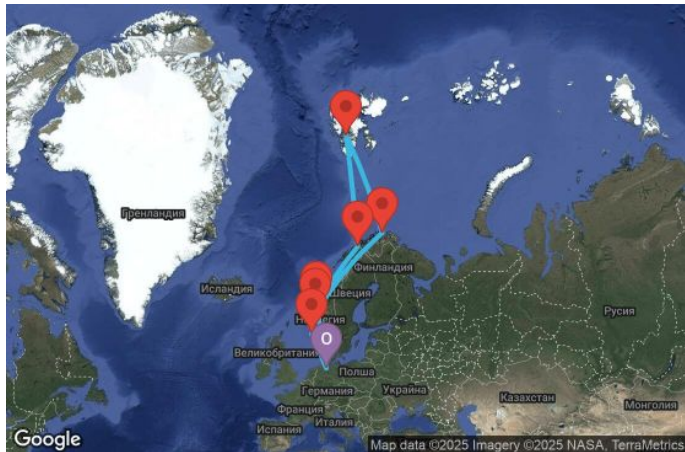 Гренландия
Исландия
Финландия
Швеция
Норвегия
Русия
Великобритания
O
Полша
Германия
Украйна
Франция
Казахстан
Монголия
Испания
Италия
Google
Map data ©2025 Imagery ©2025 NASA, TerraMetrics